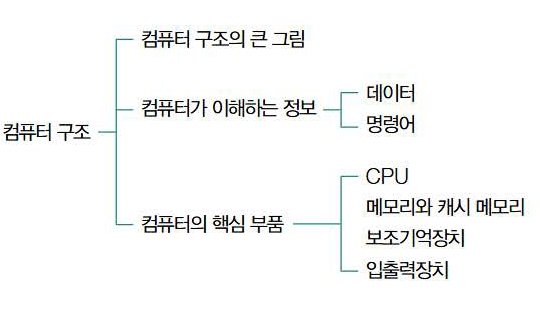 컴퓨터 구조
컴퓨터 구조의 큰 그림
컴퓨터가 이해하는 정보
데이터
명령어
컴퓨터의 핵심 부품
CPU
메모리와 캐시 메모리
보조기억장치
입출력장치